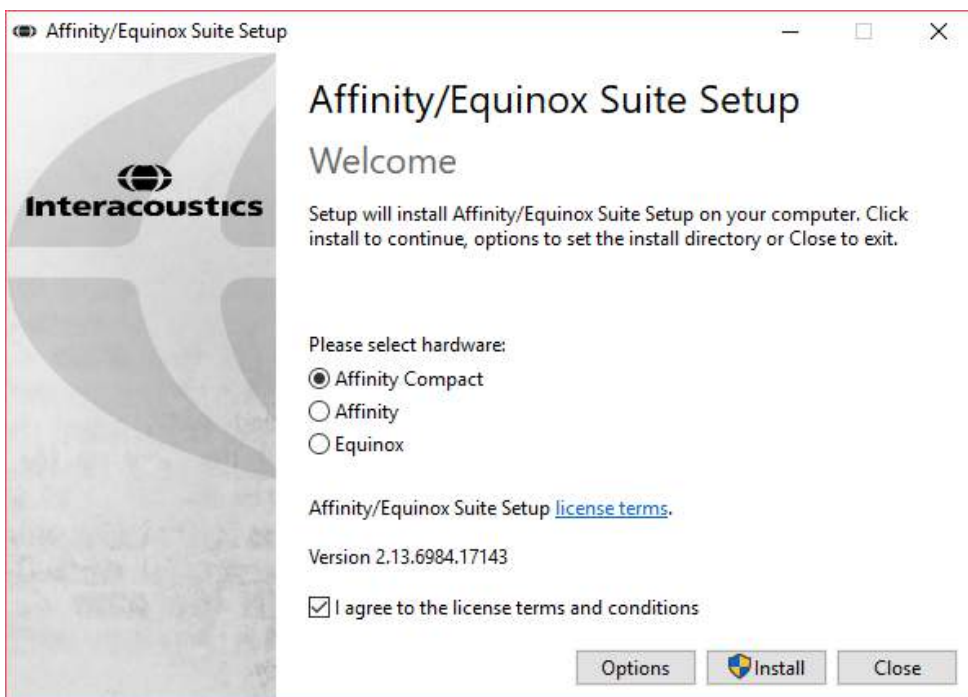 Affinity/Equinox Suite Setup
Interacoustics
Affinity/Equinox Suite Setup
Welcome
Setup will install Affinity/Equinox Suite Setup on your computer. Click
install to continue, options to set the install directory or Close to exit.
Please select hardware:
Affinity Compact
Affinity
Equinox
Affinity/Equinox Suite Setup license terms.
Version 2.13.6984.17143
I agree to the license terms and conditions
Options
Install
Close